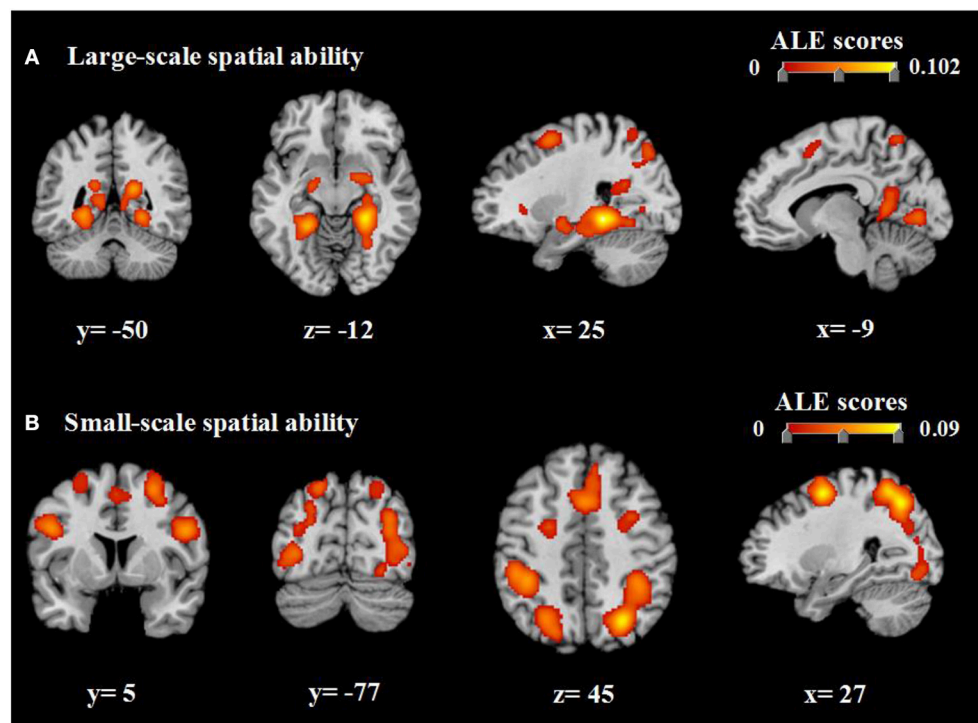 A Large-scale spatial ability
ALE scores
0 0.102
y= -50
z= -12
x= 25
x= -9
B Small-scale spatial ability
ALE scores
0 0.09
y= 5
y= -77
z= 45
x= 27